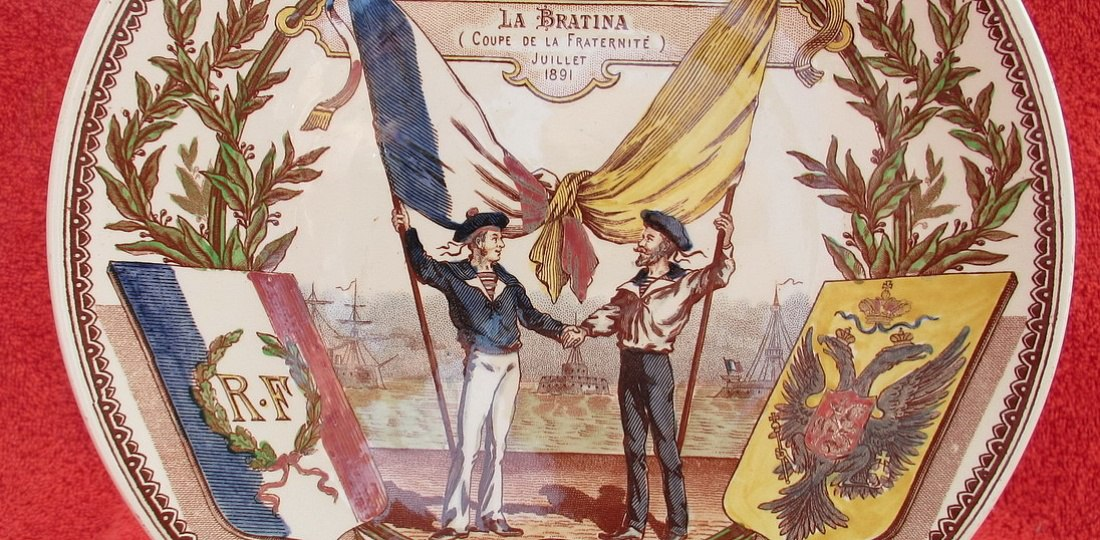 La Bratina
( Coupe de la Fraternité )
Juillet
1891
R·F